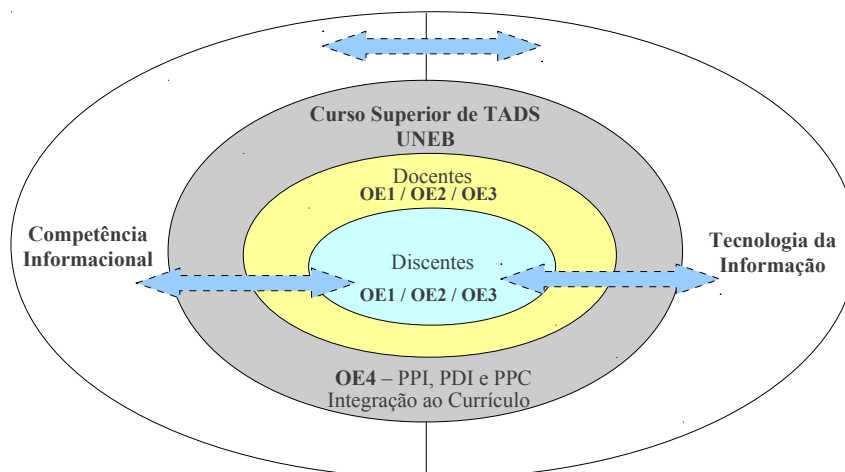 Curso Superior de TADS
UNEB
Docentes
OE1 / OE2 / OE3
Competência
Informacional
Tecnologia da
Informação
Discentes
OE1 / OE2 / OE3
OE4 – PPI, PDI e PPC
Integração ao Currículo